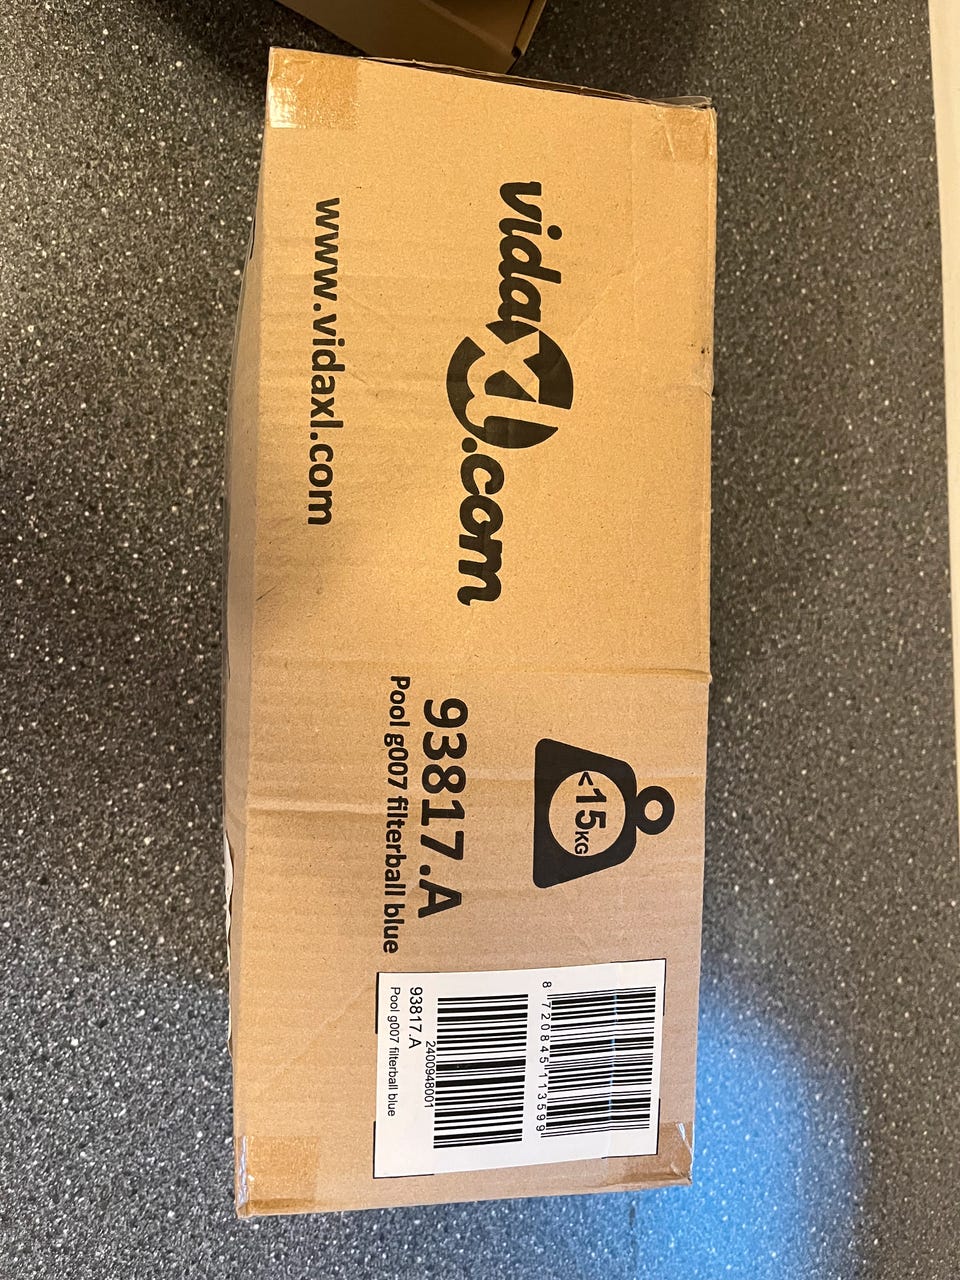 vidaXL.com
www.vidaxl.com
<15KG
93817.A
Pool g007 filterball blue
8 720845 113599
2400948001
93817.A
Pool g007 filterball blue